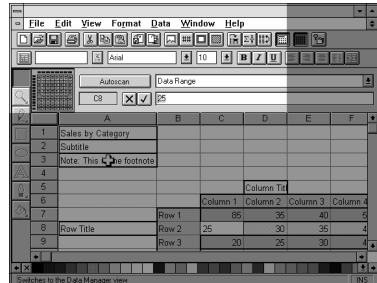 File Edit View Format Data Window Help
Arial 10 B I U
Autoscan Data Range
C8 25
A B C D E F
1 Sales by Category
2 Subtitle
3 Note: This the footnote
4
5 Column Titl
6 Column 1 Column 2 Column 3 Column 4
7 Row 1 85 35 40 5
8 Row Title Row 2 25 30 35 4
9 Row 3 20 25 30 4
Switches to the Data Manager view INS